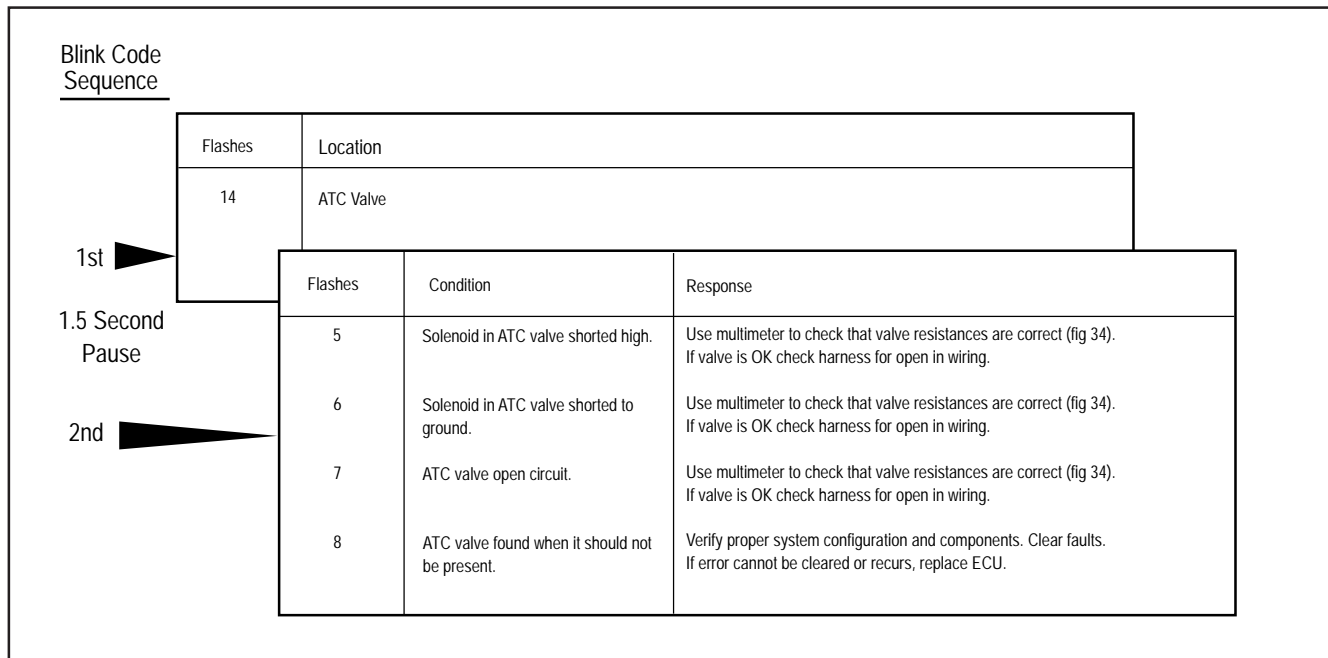 Blink Code
Sequence
Flashes Location
14 ATC Valve
1st
1.5 Second
Pause
2nd
Flashes Condition Response
5 Solenoid in ATC valve shorted high. Use multimeter to check that valve resistances are correct (fig 34).
If valve is OK check harness for open in wiring.
6 Solenoid in ATC valve shorted to Use multimeter to check that valve resistances are correct (fig 34).
ground. If valve is OK check harness for open in wiring.
7 ATC valve open circuit. Use multimeter to check that valve resistances are correct (fig 34).
If valve is OK check harness for open in wiring.
8 ATC valve found when it should not Verify proper system configuration and components. Clear faults.
be present. If error cannot be cleared or recurs, replace ECU.